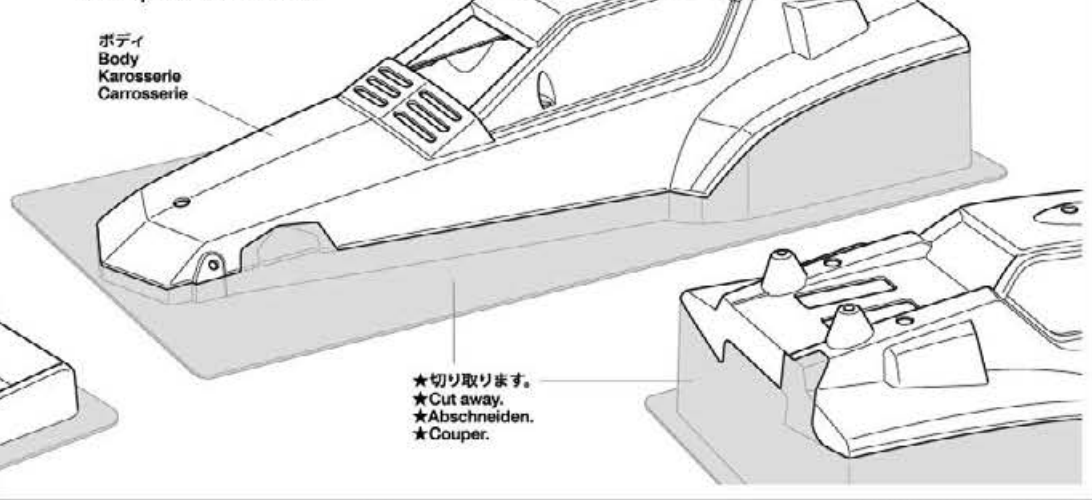 ボディ
Body
Karosserie
Carrosserie
★切り取ります。
★Cut away.
★Abschneiden.
★Couper.